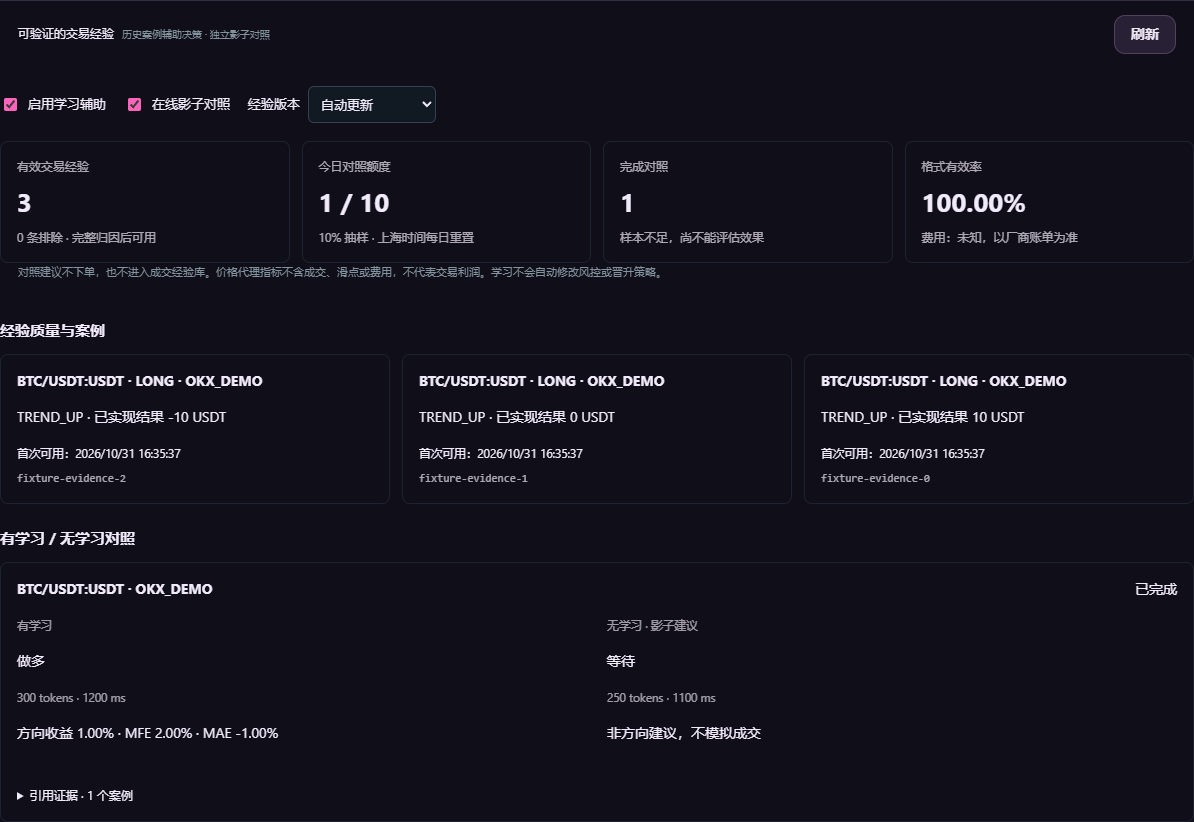 可验证的交易经验 历史案例辅助决策 · 独立影子对照
刷新
启用学习辅助 在线影子对照 经验版本 自动更新
有效交易经验
3
0 条排除 · 完整归因后可用
今日对照额度
1 / 10
10% 抽样 · 上海时间每日重置
完成对照
1
样本不足，尚不能评估效果
格式有效率
100.00%
费用：未知，以厂商账单为准
对照建议不下单，也不进入成交经验库。价格代理指标不含成交、滑点或费用，不代表交易利润。学习不会自动修改风控或晋升策略。
经验质量与案例
BTC/USDT:USDT · LONG · OKX_DEMO
TREND_UP · 已实现结果 -10 USDT
首次可用：2026/10/31 16:35:37
fixture-evidence-2
BTC/USDT:USDT · LONG · OKX_DEMO
TREND_UP · 已实现结果 0 USDT
首次可用：2026/10/31 16:35:37
fixture-evidence-1
BTC/USDT:USDT · LONG · OKX_DEMO
TREND_UP · 已实现结果 10 USDT
首次可用：2026/10/31 16:35:37
fixture-evidence-0
有学习 / 无学习对照
BTC/USDT:USDT · OKX_DEMO
已完成
有学习
做多
300 tokens · 1200 ms
方向收益 1.00% · MFE 2.00% · MAE -1.00%
无学习 · 影子建议
等待
250 tokens · 1100 ms
非方向建议，不模拟成交
引用证据 · 1 个案例